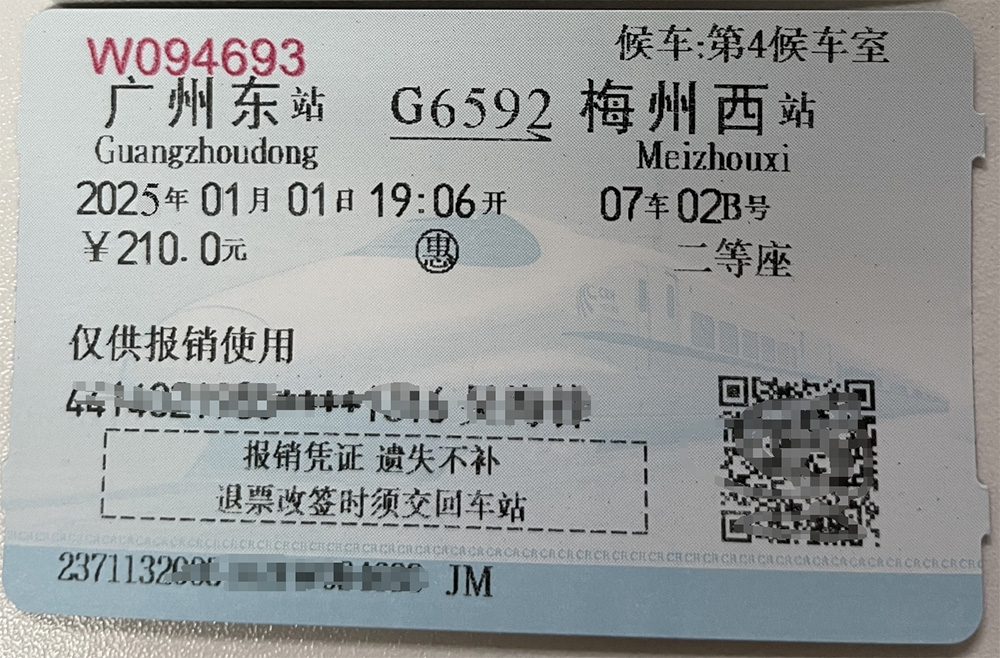 W094693
候车:第4候车室
广州东站 G6592 梅州西站
Guangzhoudong Meizhouxi
2025年01月01日19:06开 07车02B号
￥210.0元 惠 二等座
仅供报销使用
报销凭证 遗失不补
退票改签时须交回车站
JM